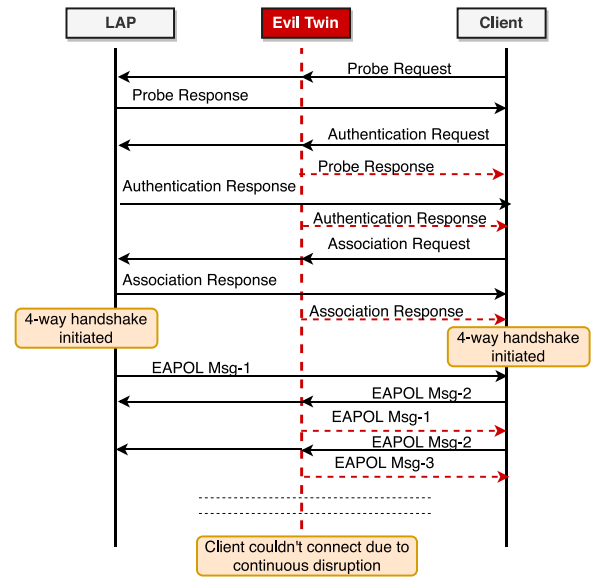 LAP
Evil Twin
Client
Probe Request
Probe Response
Authentication Request
Probe Response
Authentication Response
Authentication Response
Association Request
Association Response
Association Response
4-way handshake
initiated
4-way handshake
initiated
EAPOL Msg-1
EAPOL Msg-2
EAPOL Msg-1
EAPOL Msg-2
EAPOL Msg-3
Client couldn't connect due to
continuous disruption